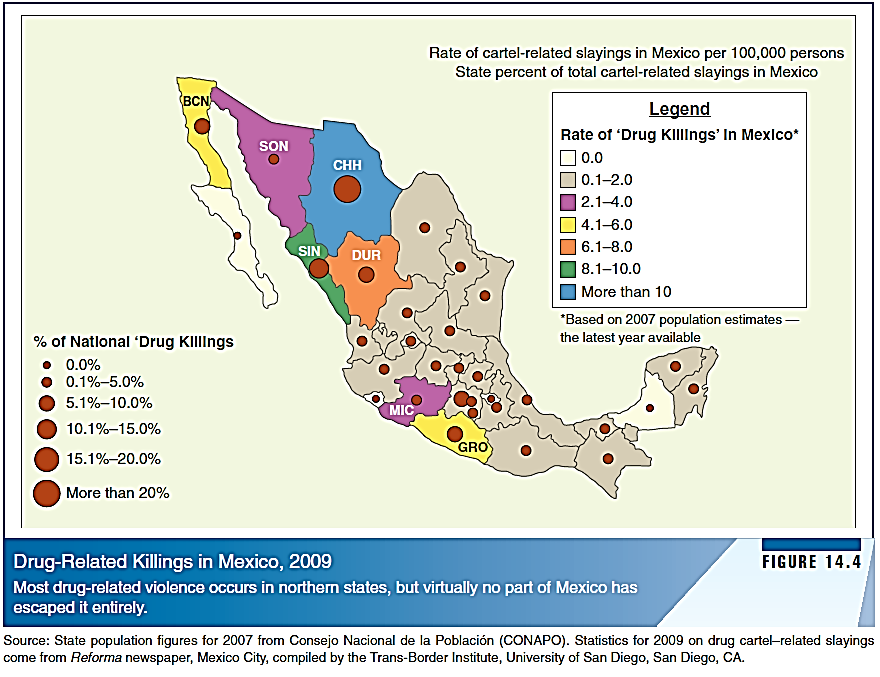 Rate of cartel-related slayings in Mexico per 100,000 persons
State percent of total cartel-related slayings in Mexico
Legend
Rate of ‘Drug Killings’ in Mexico*
0.0
0.1–2.0
2.1–4.0
4.1–6.0
6.1–8.0
8.1–10.0
More than 10
*Based on 2007 population estimates —
the latest year available
BCN
SON
CHH
SIN
DUR
MIC
GRO
% of National ‘Drug Killings
0.0%
0.1%–5.0%
5.1%–10.0%
10.1%–15.0%
15.1%–20.0%
More than 20%
Drug-Related Killings in Mexico, 2009
Most drug-related violence occurs in northern states, but virtually no part of Mexico has
escaped it entirely.
FIGURE 14.4
Source: State population figures for 2007 from Consejo Nacional de la Población (CONAPO). Statistics for 2009 on drug cartel–related slayings
come from Reforma newspaper, Mexico City, compiled by the Trans-Border Institute, University of San Diego, San Diego, CA.